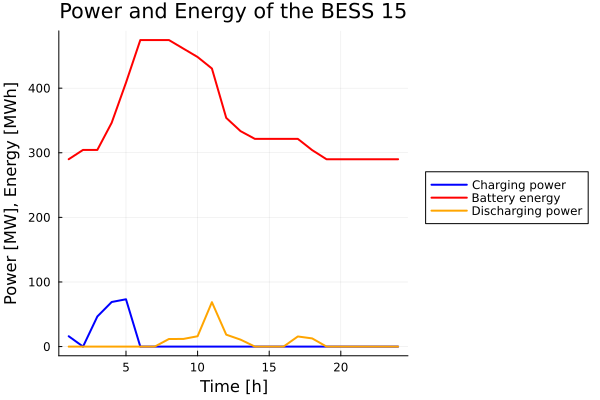 Power and Energy of the BESS 15
Power [MW], Energy [MWh]
400
300
200
100
0
5
10
15
20
Time [h]
Charging power
Battery energy
Discharging power